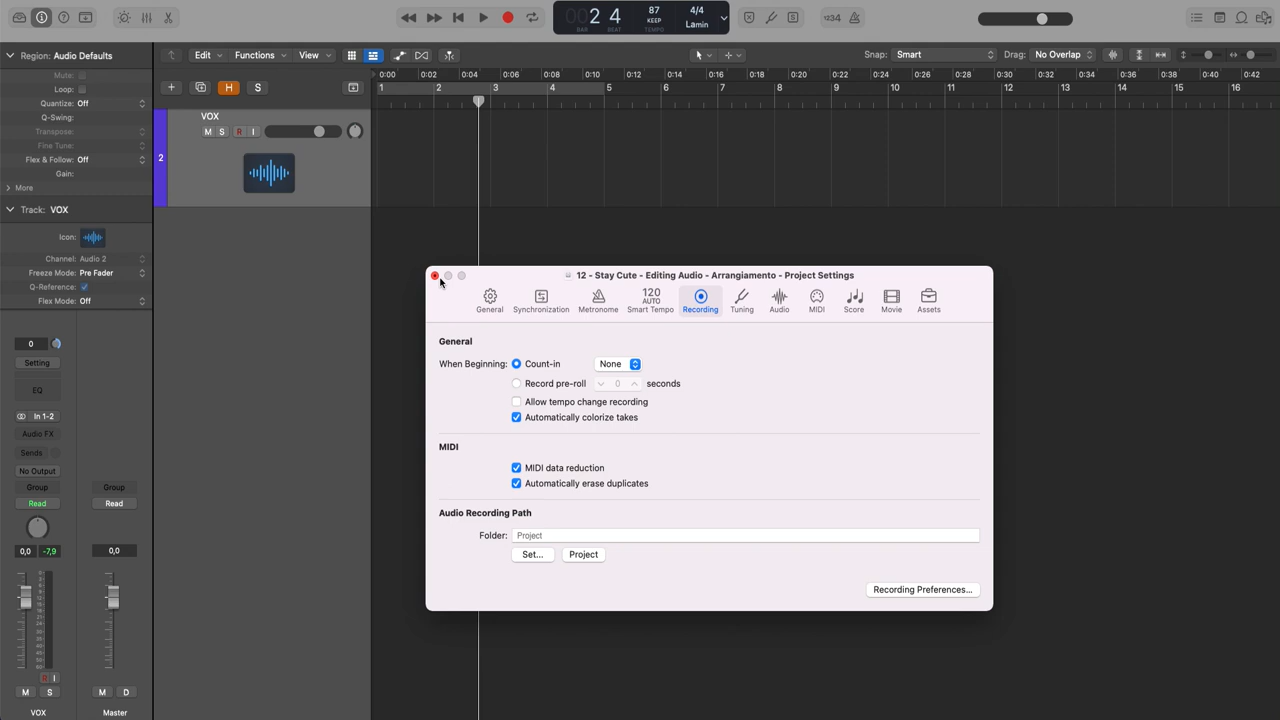 2 4
BAR
BEAT
87
KEEP
TEMPO
4/4
Lamin
1234
Region: Audio Defaults
Edit
Functions
View
Snap: Smart
Drag: No Overlap
Mute:
Loop:
Quantize: Off
Q-Swing:
Transpose:
Fine Tune:
Flex & Follow: Off
Gain:
More
Track: VOX
Icon:
Channel: Audio 2
Freeze Mode: Pre Fader
Q-Reference:
Flex Mode: Off
H
S
0:00 0:02 0:04 0:06 0:08 0:10 0:12 0:14 0:16 0:18 0:20 0:22 0:24 0:26 0:28 0:30 0:32 0:34 0:36 0:38 0:40 0:42
1 2 3 4 5 6 7 8 9 10 11 12 13 14 15 16
2
VOX
M S R I
12 - Stay Cute - Editing Audio - Arrangiamento - Project Settings
120
AUTO
General Synchronization Metronome Smart Tempo Recording Tuning Audio MIDI Score Movie Assets
General
When Beginning: Count-in None
Record pre-roll 0 seconds
Allow tempo change recording
Automatically colorize takes
MIDI
MIDI data reduction
Automatically erase duplicates
Audio Recording Path
Folder: Project
Set... Project
Recording Preferences...
0
Setting
EQ
In 1-2
Audio FX
Sends
No Output
Group Group
Read Read
0,0 -7,9 0,0
R I
M S M D
VOX Master